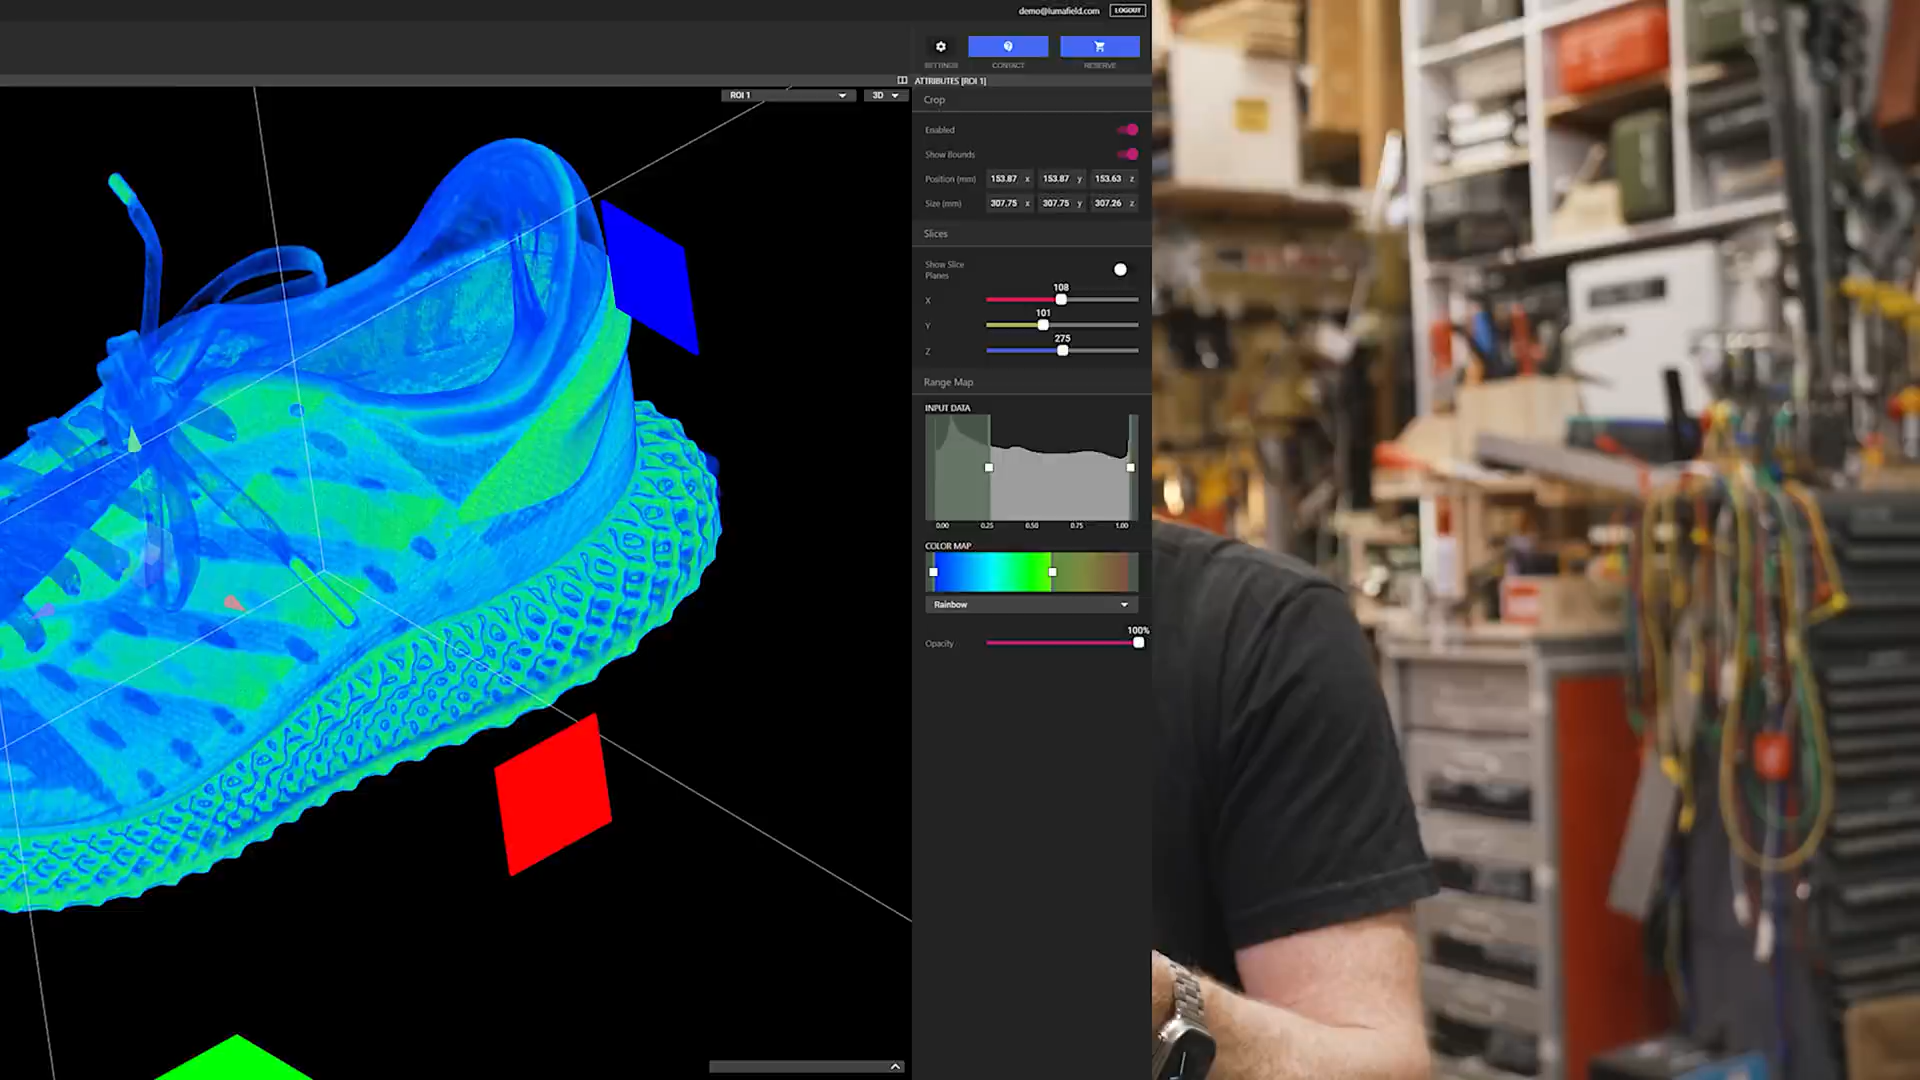 demo@lumafield.com LOGOUT
SETTINGS CONTACT RESERVE
ATTRIBUTES [ROI 1]
ROI 1 3D
Crop
Enabled
Show Bounds
Position (mm) 153.87 x 153.87 y 153.63 z
Size (mm) 307.75 x 307.75 y 307.26 z
Slices
Show Slice
Planes
108
X
101
Y
275
Z
Range Map
INPUT DATA
0.00 0.25 0.50 0.75 1.00
COLOR MAP
Rainbow
100%
Opacity